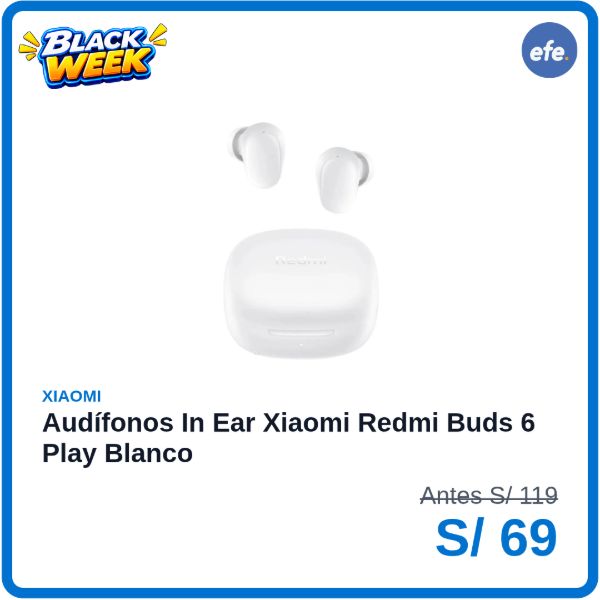 BLACK
WEEK
efe.
Redmi
XIAOMI
Audífonos In Ear Xiaomi Redmi Buds 6
Play Blanco
Antes S/ 119
S/ 69